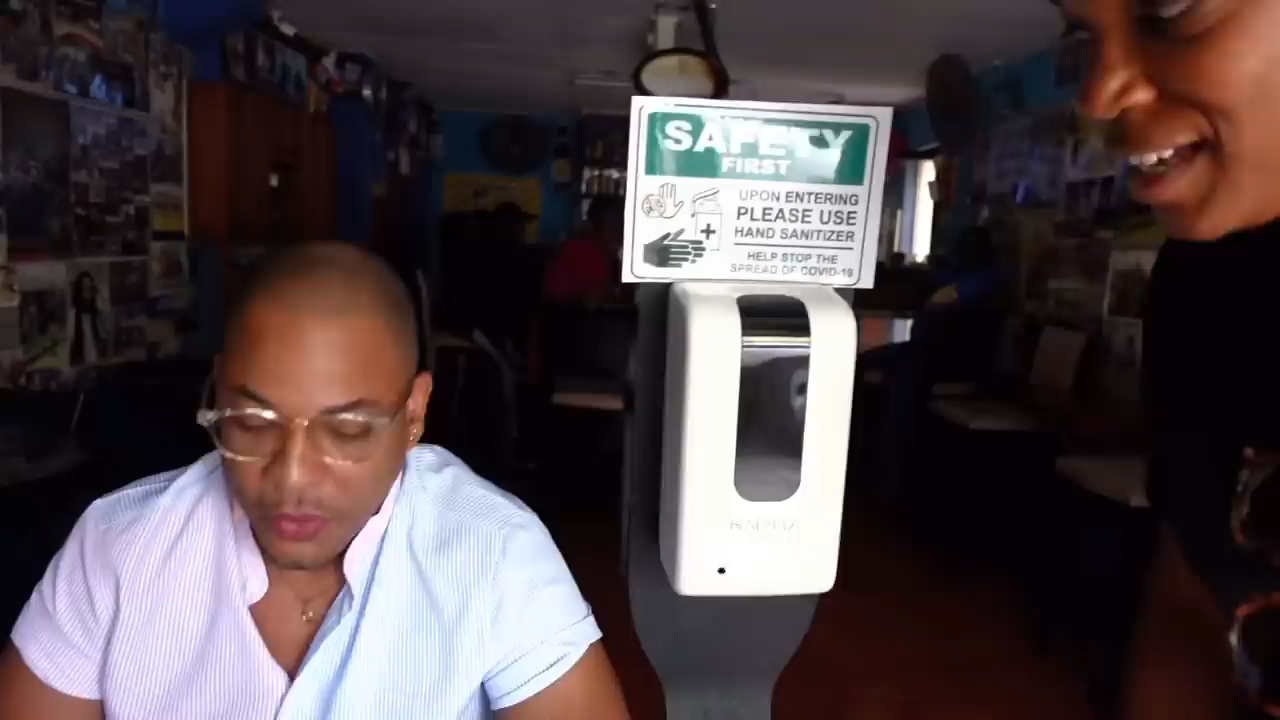 SAFETY
FIRST
UPON ENTERING
PLEASE USE
HAND SANITIZER
HELP STOP THE
SPREAD OF COVID-19